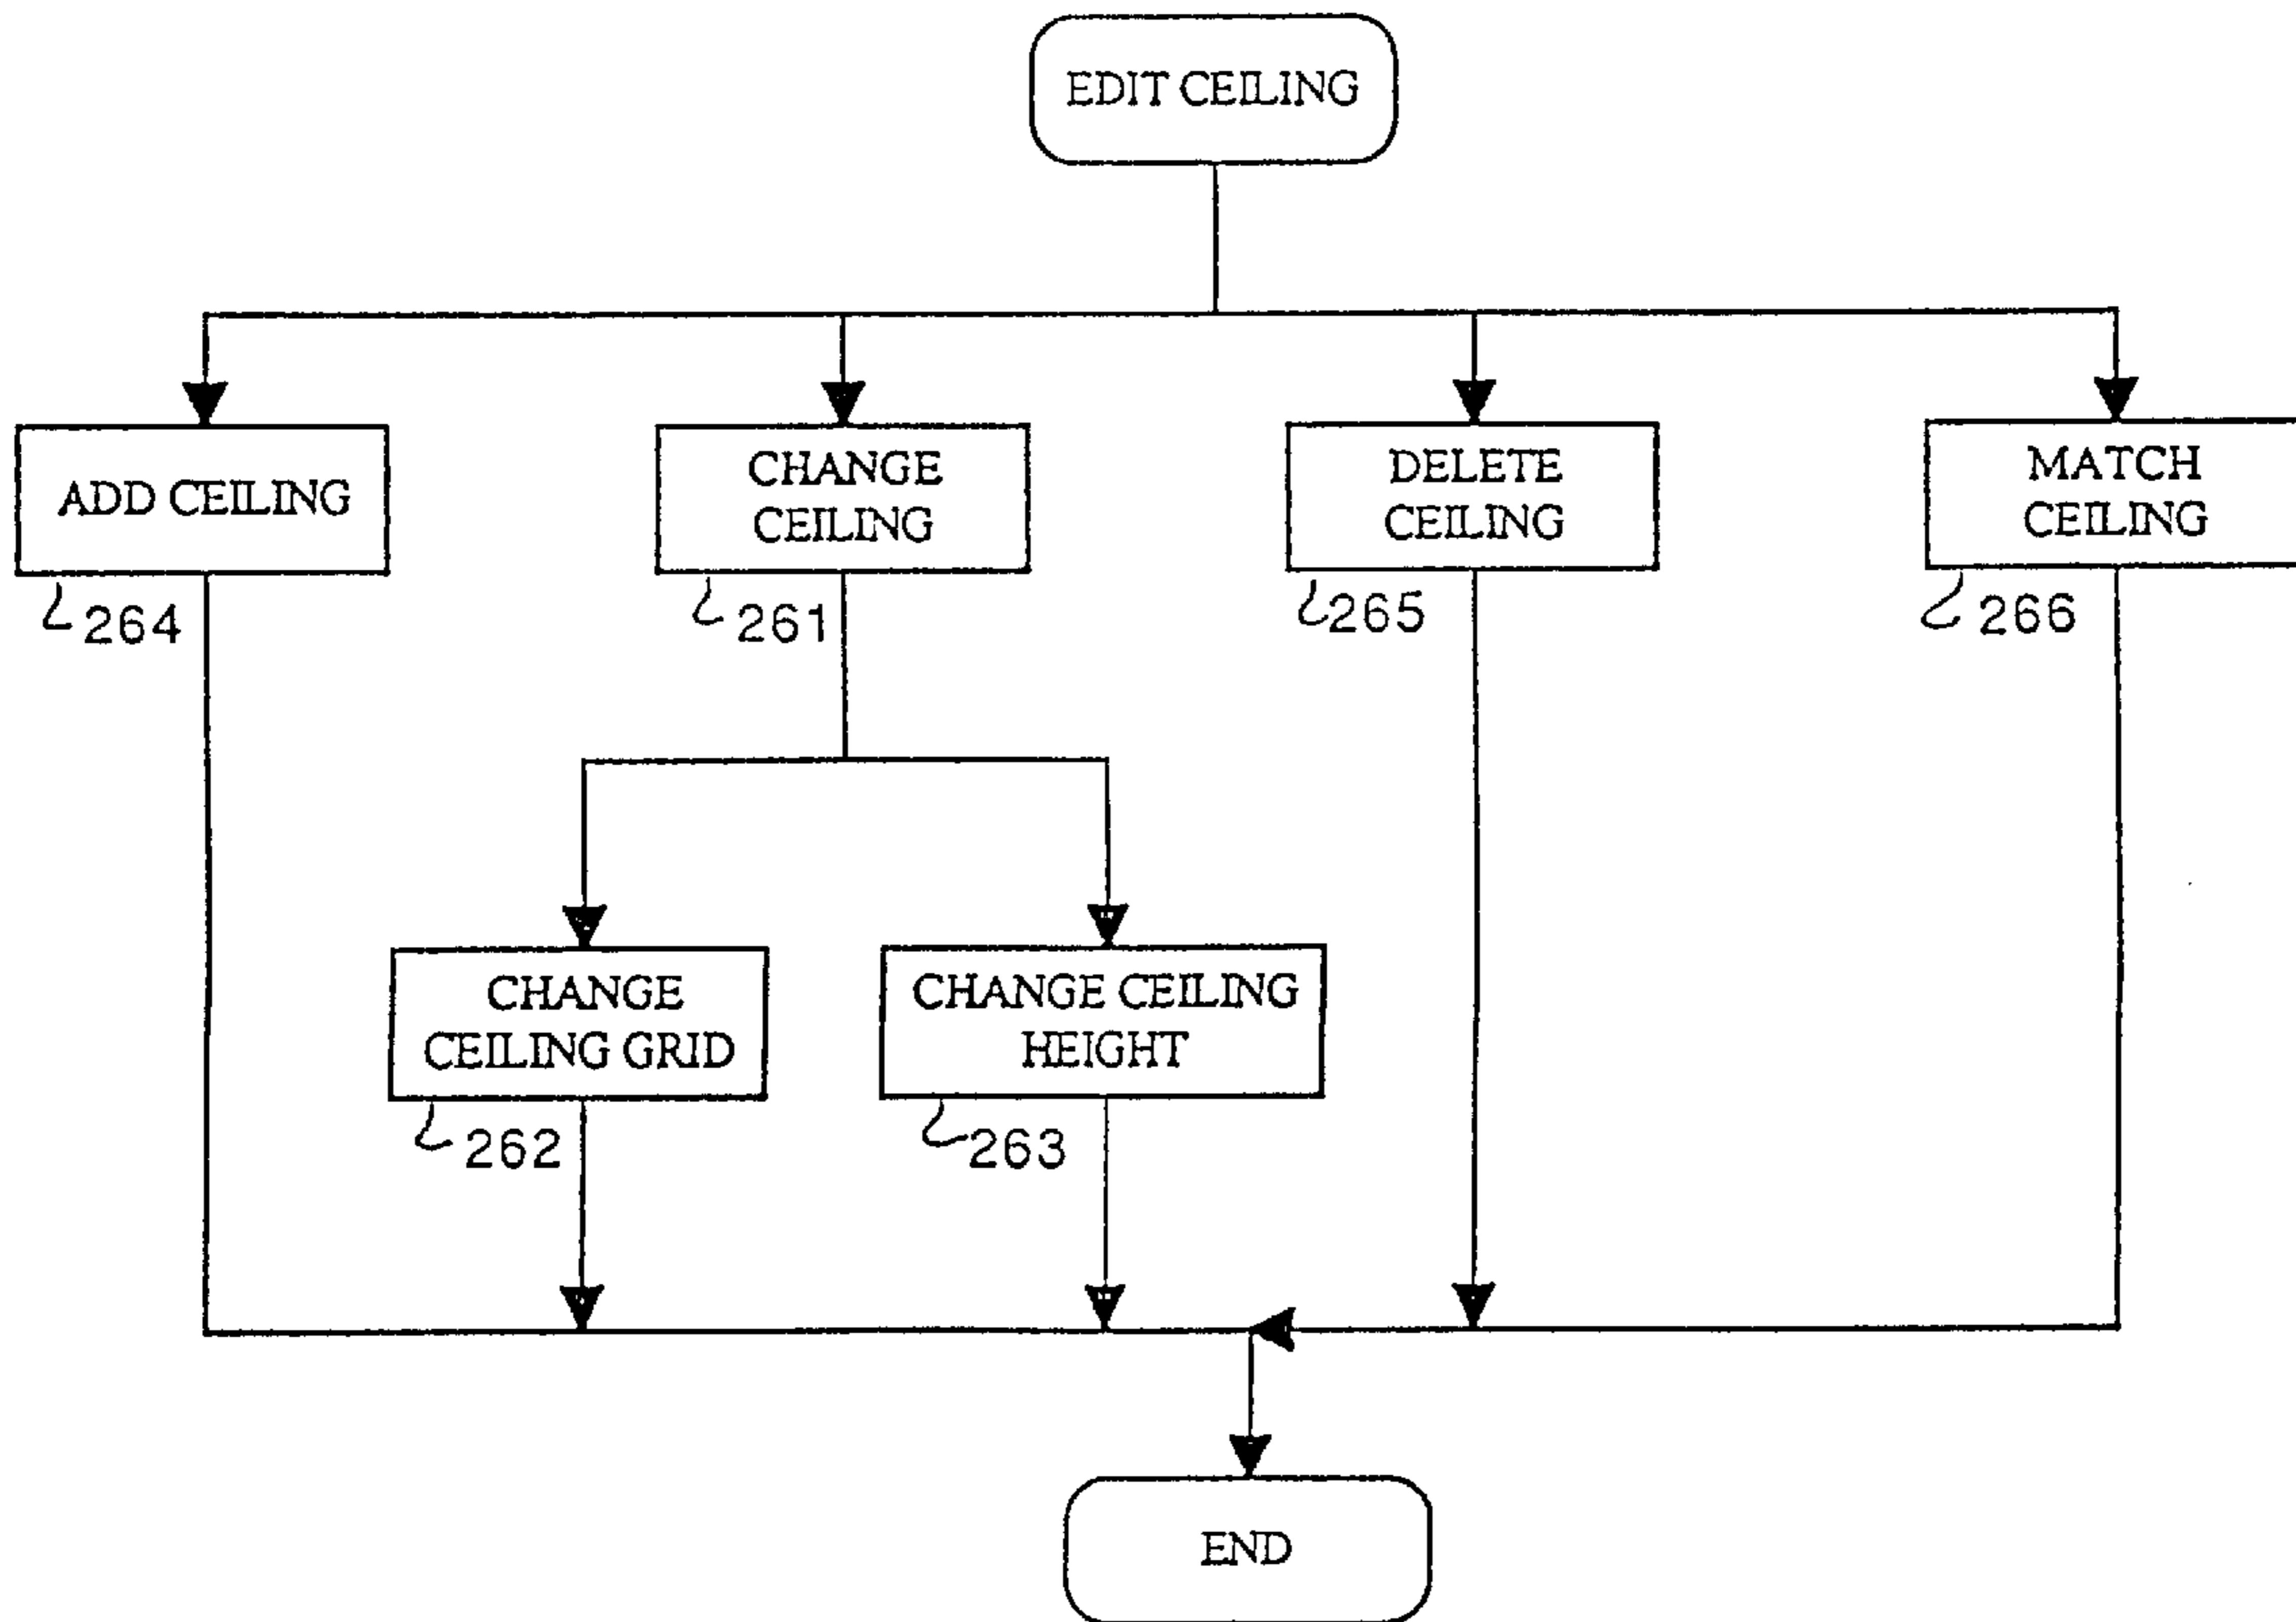 EDIT CEILING
ADD CEILING
264
CHANGE
CEILING
261
DELETE
CEILING
265
MATCH
CEILING
266
CHANGE
CEILING GRID
262
CHANGE CEILING
HEIGHT
263
END